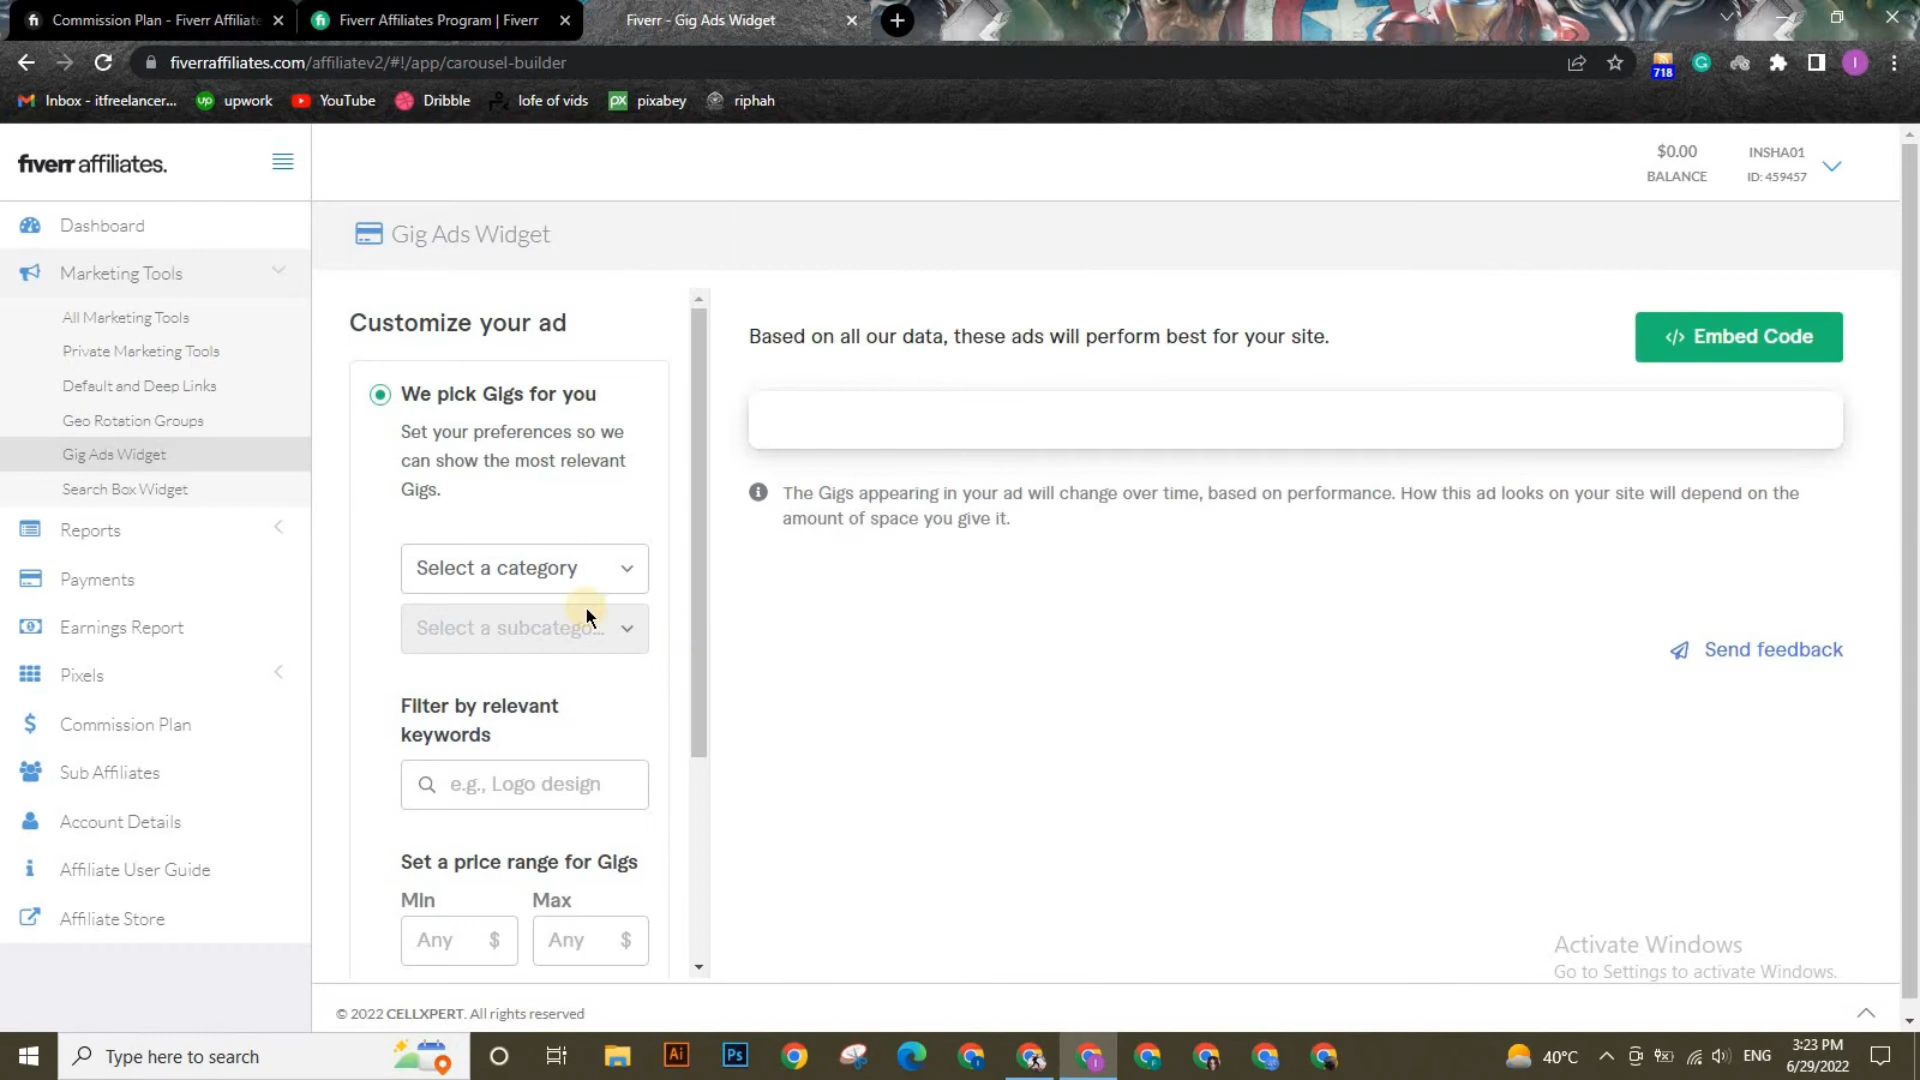 Commission Plan - Fiverr Affiliate
Fiverr Affiliates Program | Fiverr
Fiverr - Gig Ads Widget
fiverraffiliates.com/affiliatev2/#!/app/carousel-builder
718
Inbox - itfreelancer...
upwork
YouTube
Dribble
lofe of vids
pixabey
riphah
fiverr affiliates.
$0.00
BALANCE
INSHA01
ID: 459457
Dashboard
Marketing Tools
All Marketing Tools
Private Marketing Tools
Default and Deep Links
Geo Rotation Groups
Gig Ads Widget
Search Box Widget
Reports
Payments
Earnings Report
Pixels
Commission Plan
Sub Affiliates
Account Details
Affiliate User Guide
Affiliate Store
Gig Ads Widget
Customize your ad
We pick Gigs for you
Set your preferences so we
can show the most relevant
Gigs.
Select a category
Select a subcatego...
Filter by relevant
keywords
e.g., Logo design
Set a price range for Gigs
Min
Max
Any $
Any $
Based on all our data, these ads will perform best for your site.
</> Embed Code
The Gigs appearing in your ad will change over time, based on performance. How this ad looks on your site will depend on the
amount of space you give it.
Send feedback
Activate Windows
Go to Settings to activate Windows.
© 2022 CELLXPERT. All rights reserved
Type here to search
Ai
Ps
40°C
ENG
3:23 PM
6/29/2022